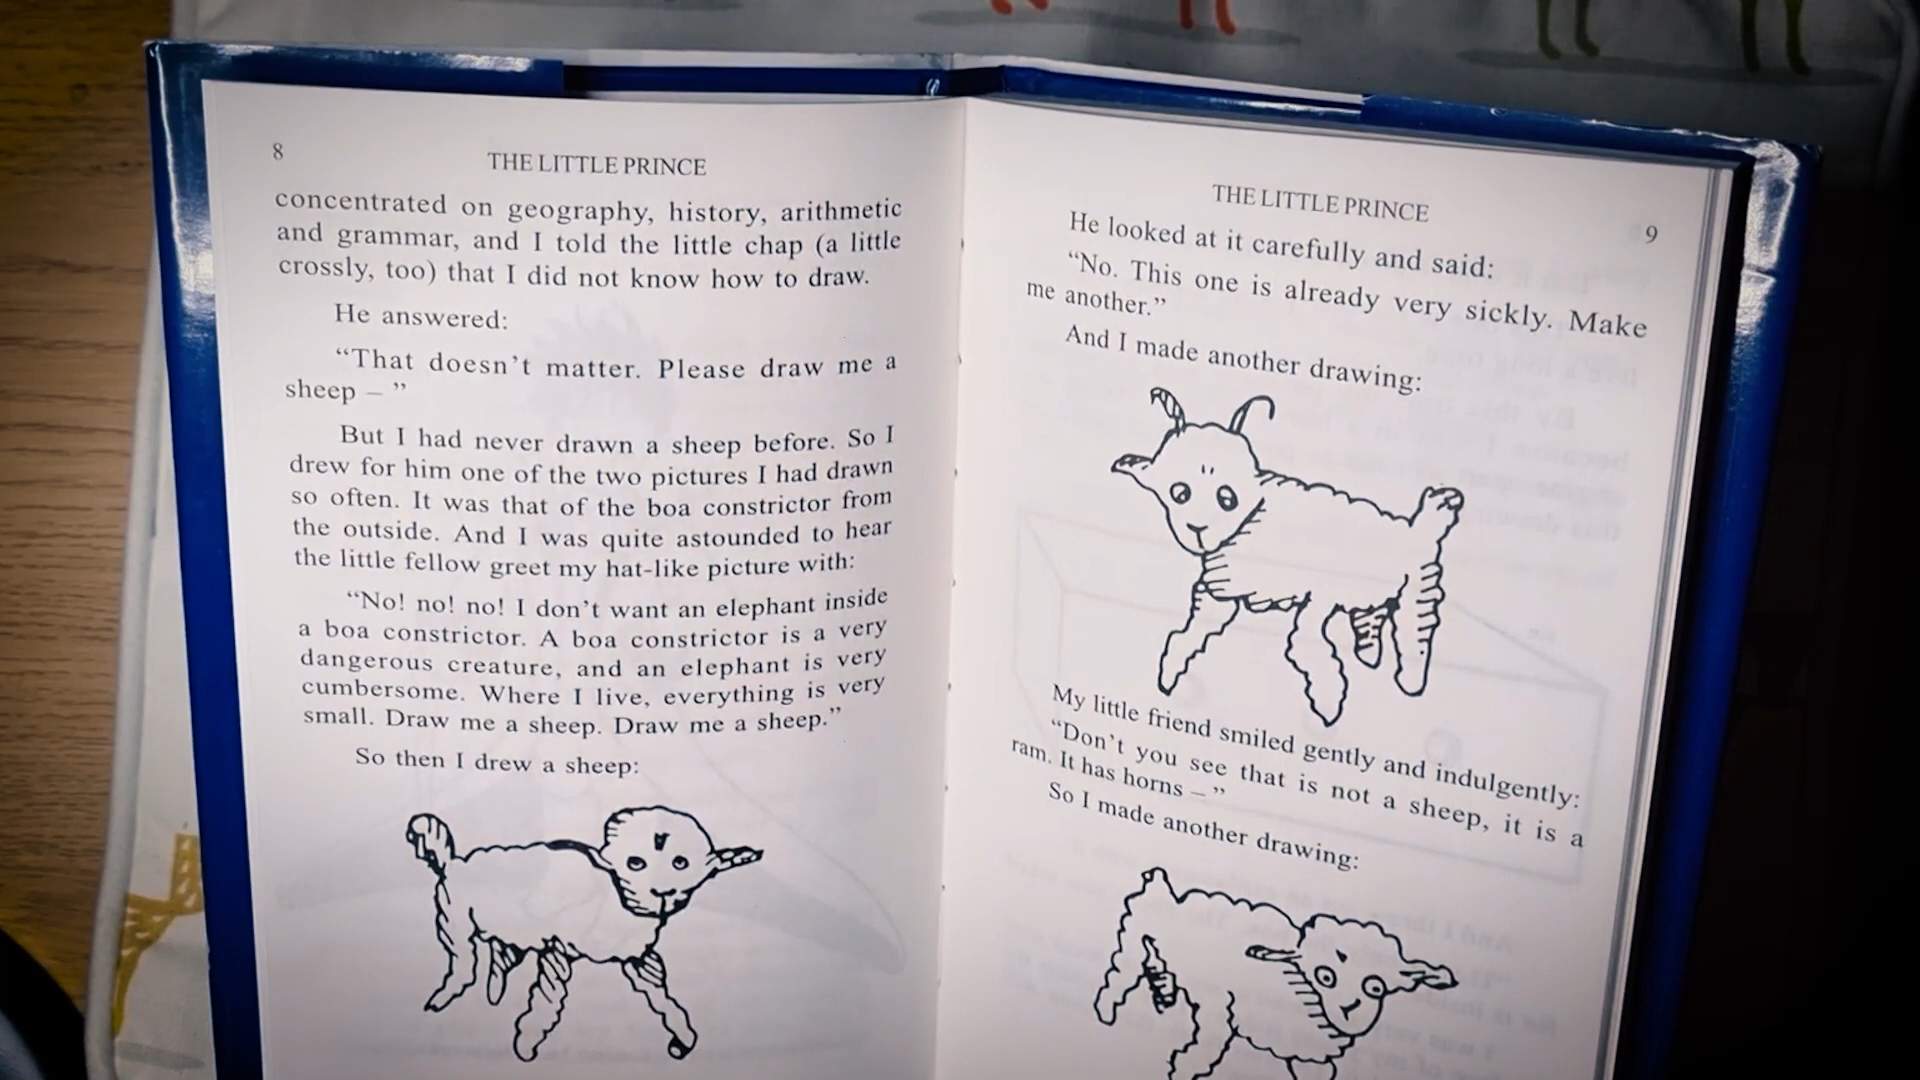 8
THE LITTLE PRINCE
concentrated on geography, history, arithmetic
and grammar, and I told the little chap (a little
crossly, too) that I did not know how to draw.
He answered:
“That doesn’t matter. Please draw me a
sheep – ”
But I had never drawn a sheep before. So I
drew for him one of the two pictures I had drawn
so often. It was that of the boa constrictor from
the outside. And I was quite astounded to hear
the little fellow greet my hat-like picture with:
“No! no! no! I don’t want an elephant inside
a boa constrictor. A boa constrictor is a very
dangerous creature, and an elephant is very
cumbersome. Where I live, everything is very
small. Draw me a sheep. Draw me a sheep.”
So then I drew a sheep:
THE LITTLE PRINCE
9
He looked at it carefully and said:
“No. This one is already very sickly. Make
me another.”
And I made another drawing:
My little friend smiled gently and indulgently:
“Don’t you see that is not a sheep, it is a
ram. It has horns – ”
So I made another drawing: